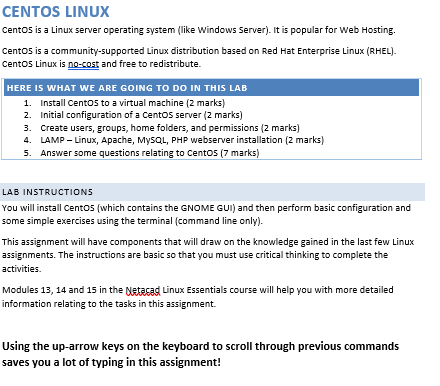 CENTOS LINUX
CentOS is a Linux server operating system (like Windows Server). It is popular for Web Hosting.
CentOS is a community-supported Linux distribution based on Red Hat Enterprise Linux (RHEL).
CentOS Linux is no-cost and free to redistribute.
HERE IS WHAT WE ARE GOING TO DO IN THIS LAB
1. Install CentOS to a virtual machine (2 marks)
2. Initial configuration of a CentOS server (2 marks)
3. Create users, groups, home folders, and permissions (2 marks)
4. LAMP – Linux, Apache, MySQL, PHP webserver installation (2 marks)
5. Answer some questions relating to CentOS (7 marks)
LAB INSTRUCTIONS
You will install CentOS (which contains the GNOME GUI) and then perform basic configuration and
some simple exercises using the terminal (command line only).
This assignment will have components that will draw on the knowledge gained in the last few Linux
assignments. The instructions are basic so that you must use critical thinking to complete the
activities.
Modules 13, 14 and 15 in the Netacad Linux Essentials course will help you with more detailed
information relating to the tasks in this assignment.
Using the up-arrow keys on the keyboard to scroll through previous commands
saves you a lot of typing in this assignment!